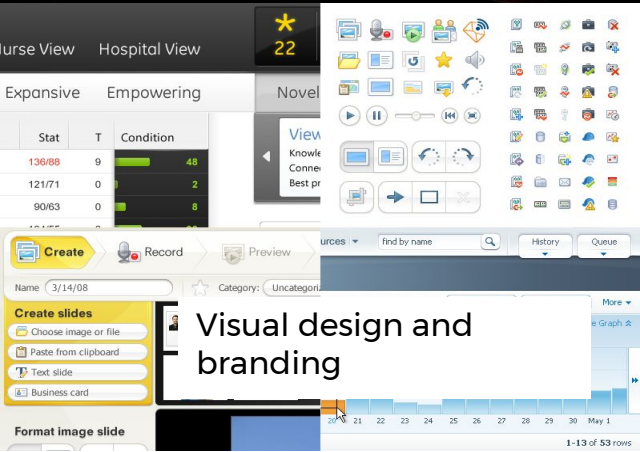 Nurse View Hospital View
22
Expansive Empowering Novel
Stat T Condition
136/88 9 48
121/71 0 2
90/63 0 8
View
Knowle
Connec
Best pr
urces find by name History Queue
Create Record Preview
Name 3/14/08 Category: Uncategori
Create slides
Choose image or file
Paste from clipboard
Text slide
Business card
Format image slide
More
e Graph
Visual design and
branding
20 21 22 23 24 25 26 27 28 29 30 May 1
1-13 of 53 rows